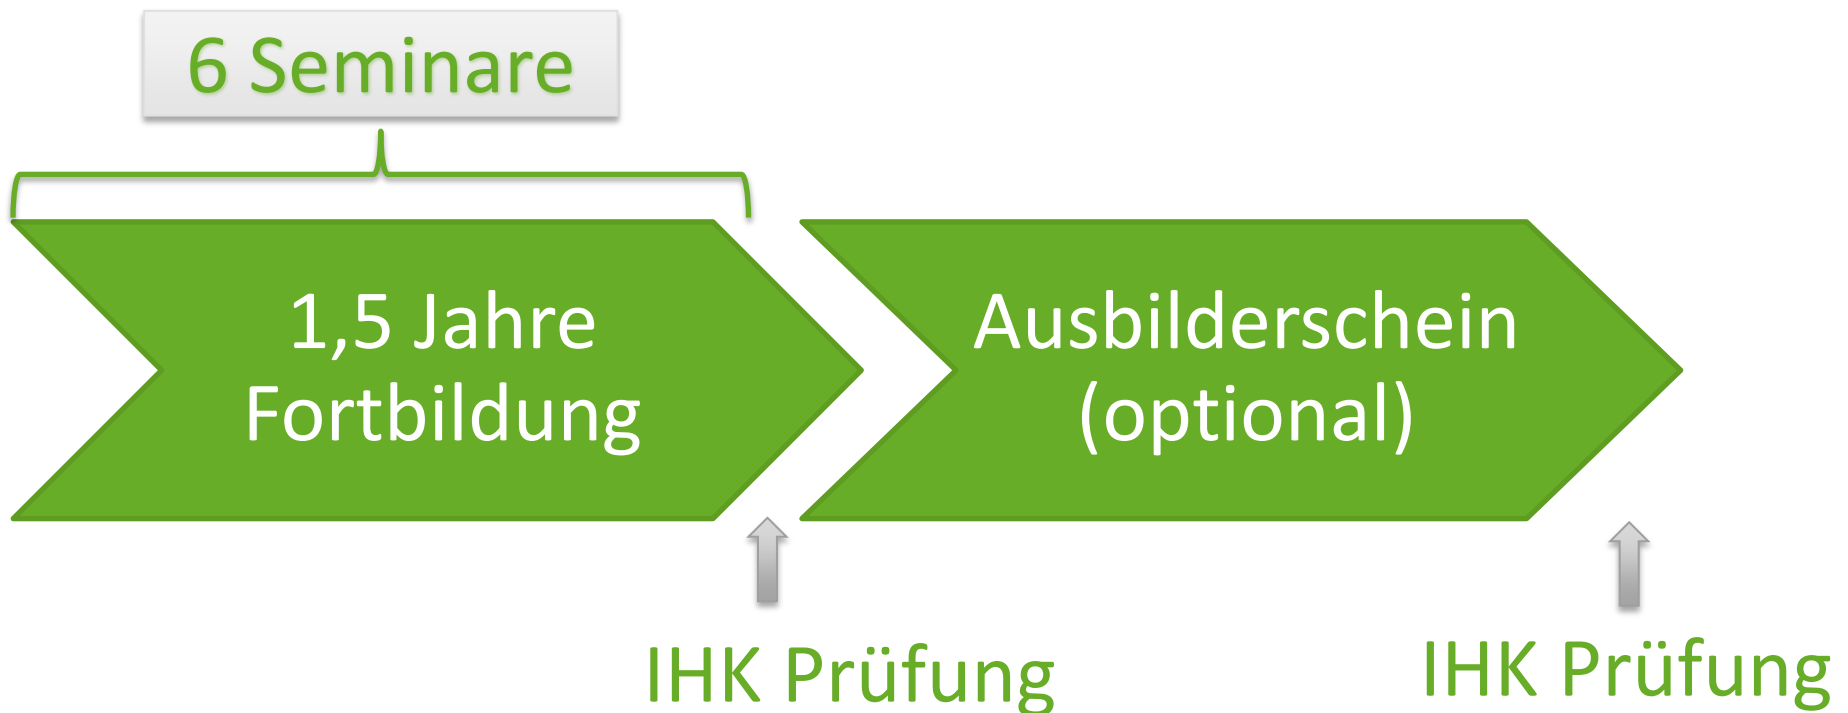 6 Seminare
1,5 Jahre
Fortbildung
Ausbilderschein
(optional)
IHK Prüfung
IHK Prüfung